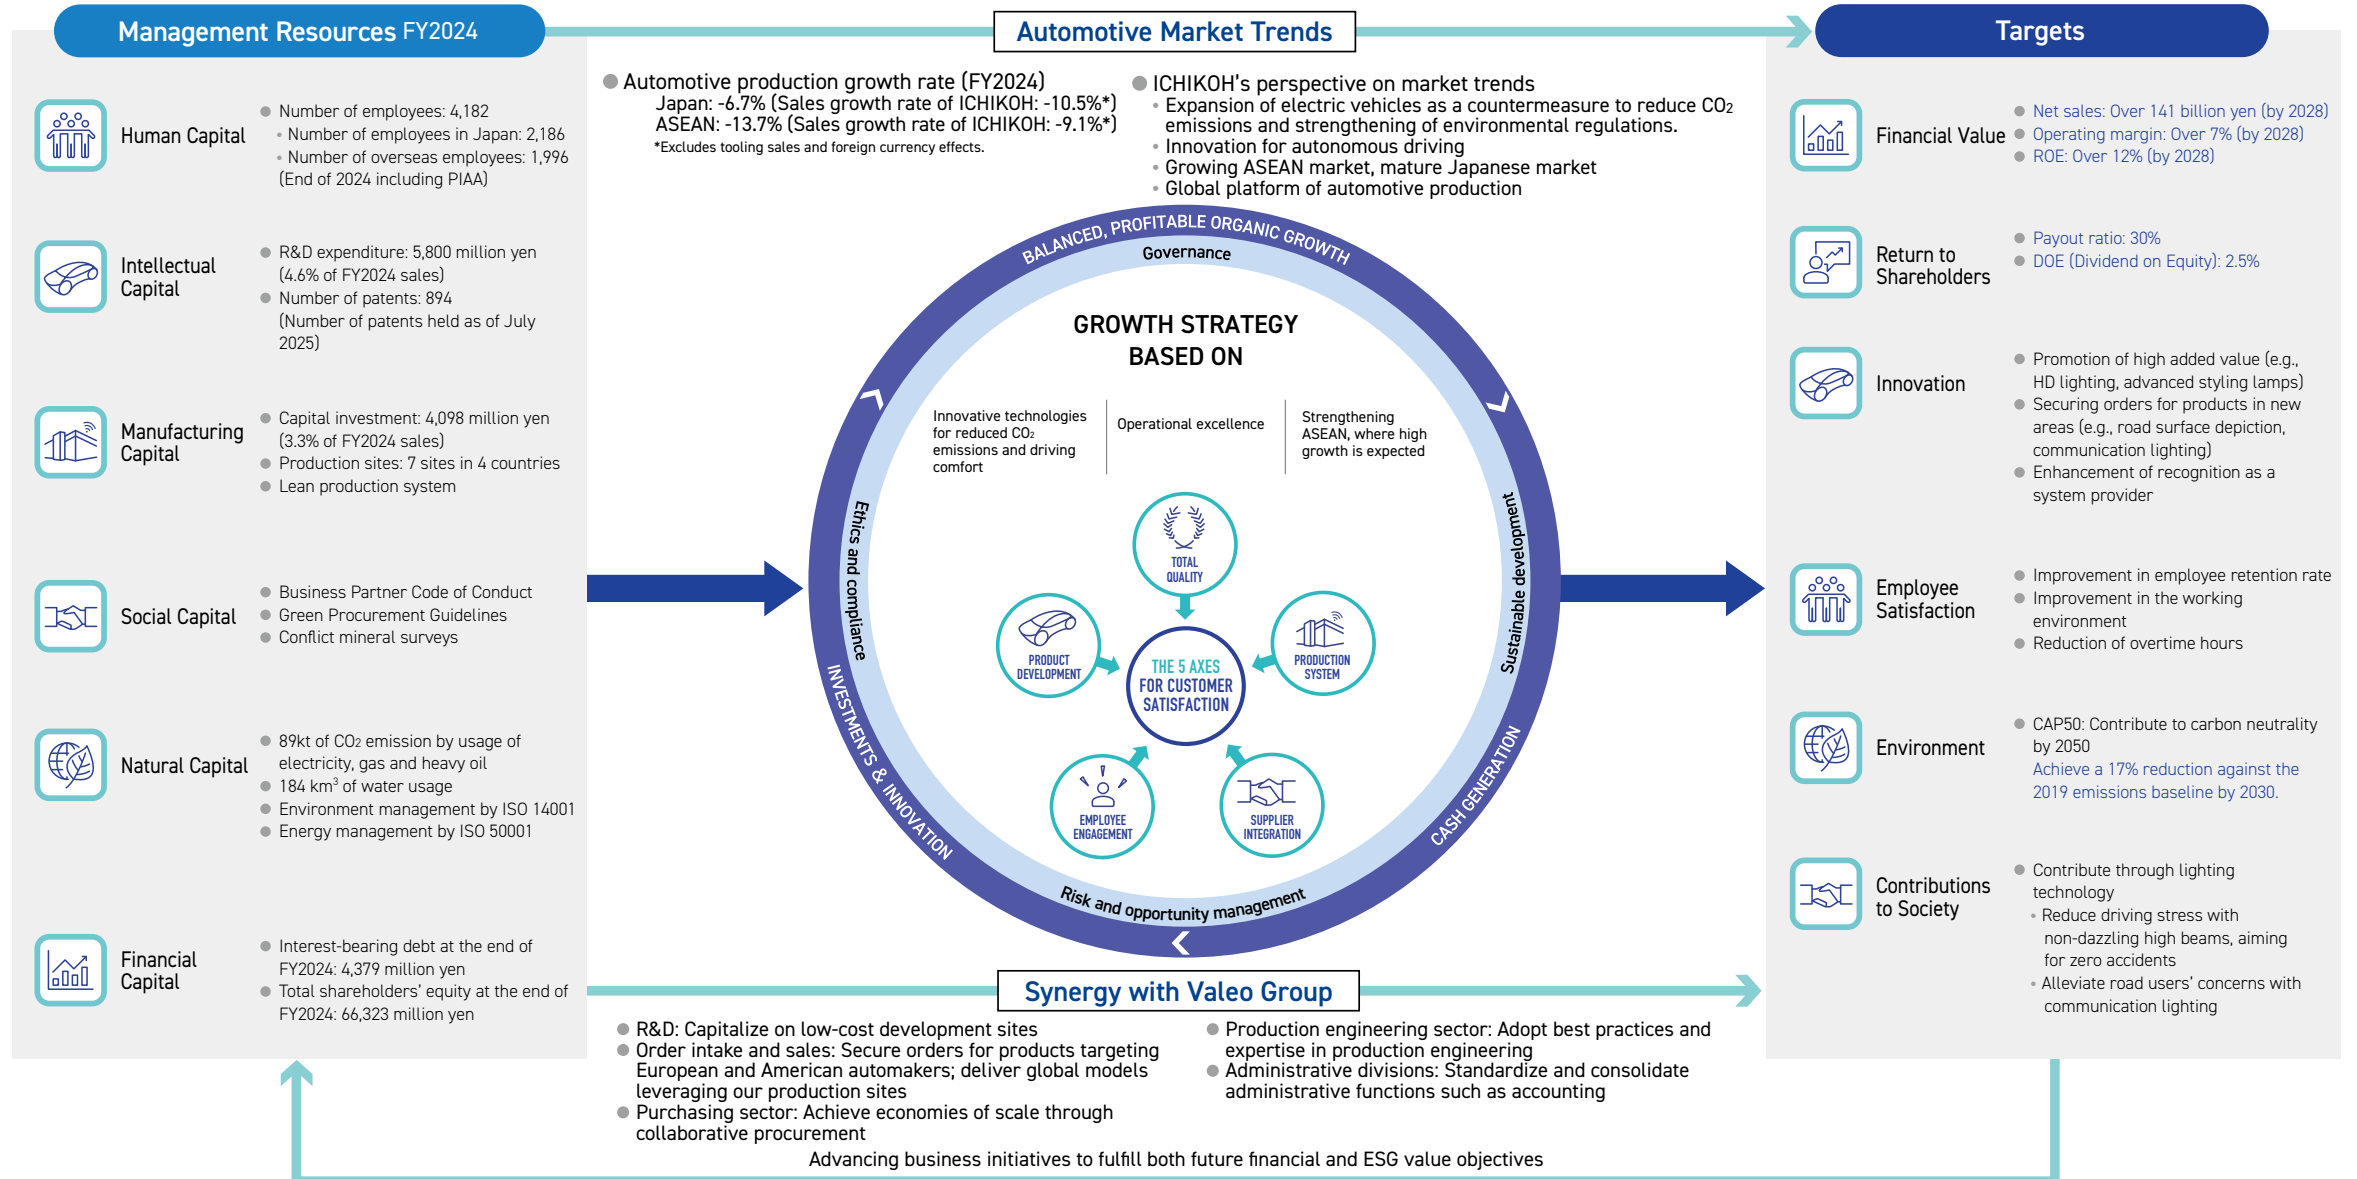 Management Resources FY2024
Human Capital
Number of employees: 4,182
Number of employees in Japan: 2,186
Number of overseas employees: 1,996
(End of 2024 including PIAA)
Intellectual
Capital
R&D expenditure: 5,800 million yen
(4.6% of FY2024 sales)
Number of patents: 894
(Number of patents held as of July
2025)
Manufacturing
Capital
Capital investment: 4,098 million yen
(3.3% of FY2024 sales)
Production sites: 7 sites in 4 countries
Lean production system
Social Capital
Business Partner Code of Conduct
Green Procurement Guidelines
Conflict mineral surveys
Natural Capital
89kt of CO2 emission by usage of
electricity, gas and heavy oil
184 km³ of water usage
Environment management by ISO 14001
Energy management by ISO 50001
Financial
Capital
Interest-bearing debt at the end of
FY2024: 4,379 million yen
Total shareholders' equity at the end of
FY2024: 66,323 million yen
Automotive Market Trends
Automotive production growth rate (FY2024)
Japan: -6.7% (Sales growth rate of ICHIKOH: -10.5%*)
ASEAN: -13.7% (Sales growth rate of ICHIKOH: -9.1%*)
*Excludes tooling sales and foreign currency effects.
ICHIKOH's perspective on market trends
Expansion of electric vehicles as a countermeasure to reduce CO2
emissions and strengthening of environmental regulations.
Innovation for autonomous driving
Growing ASEAN market, mature Japanese market
Global platform of automotive production
BALANCED, PROFITABLE ORGANIC GROWTH
Governance
GROWTH STRATEGY
BASED ON
Innovative technologies
for reduced CO2
emissions and driving
comfort
Operational excellence
Strengthening
ASEAN, where high
growth is expected
Ethics and compliance
Sustainable development
TOTAL
QUALITY
PRODUCT
DEVELOPMENT
THE 5 AXES
FOR CUSTOMER
SATISFACTION
PRODUCTION
SYSTEM
EMPLOYEE
ENGAGEMENT
SUPPLIER
INTEGRATION
INVESTMENTS & INNOVATION
CASH GENERATION
Risk and opportunity management
Synergy with Valeo Group
R&D: Capitalize on low-cost development sites
Order intake and sales: Secure orders for products targeting
European and American automakers; deliver global models
leveraging our production sites
Purchasing sector: Achieve economies of scale through
collaborative procurement
Production engineering sector: Adopt best practices and
expertise in production engineering
Administrative divisions: Standardize and consolidate
administrative functions such as accounting
Advancing business initiatives to fulfill both future financial and ESG value objectives
Targets
Financial Value
Net sales: Over 141 billion yen (by 2028)
Operating margin: Over 7% (by 2028)
ROE: Over 12% (by 2028)
Return to
Shareholders
Payout ratio: 30%
DOE (Dividend on Equity): 2.5%
Innovation
Promotion of high added value (e.g.,
HD lighting, advanced styling lamps)
Securing orders for products in new
areas (e.g., road surface depiction,
communication lighting)
Enhancement of recognition as a
system provider
Employee
Satisfaction
Improvement in employee retention rate
Improvement in the working
environment
Reduction of overtime hours
Environment
CAP50: Contribute to carbon neutrality
by 2050
Achieve a 17% reduction against the
2019 emissions baseline by 2030.
Contributions
to Society
Contribute through lighting
technology
Reduce driving stress with
non-dazzling high beams, aiming
for zero accidents
Alleviate road users' concerns with
communication lighting